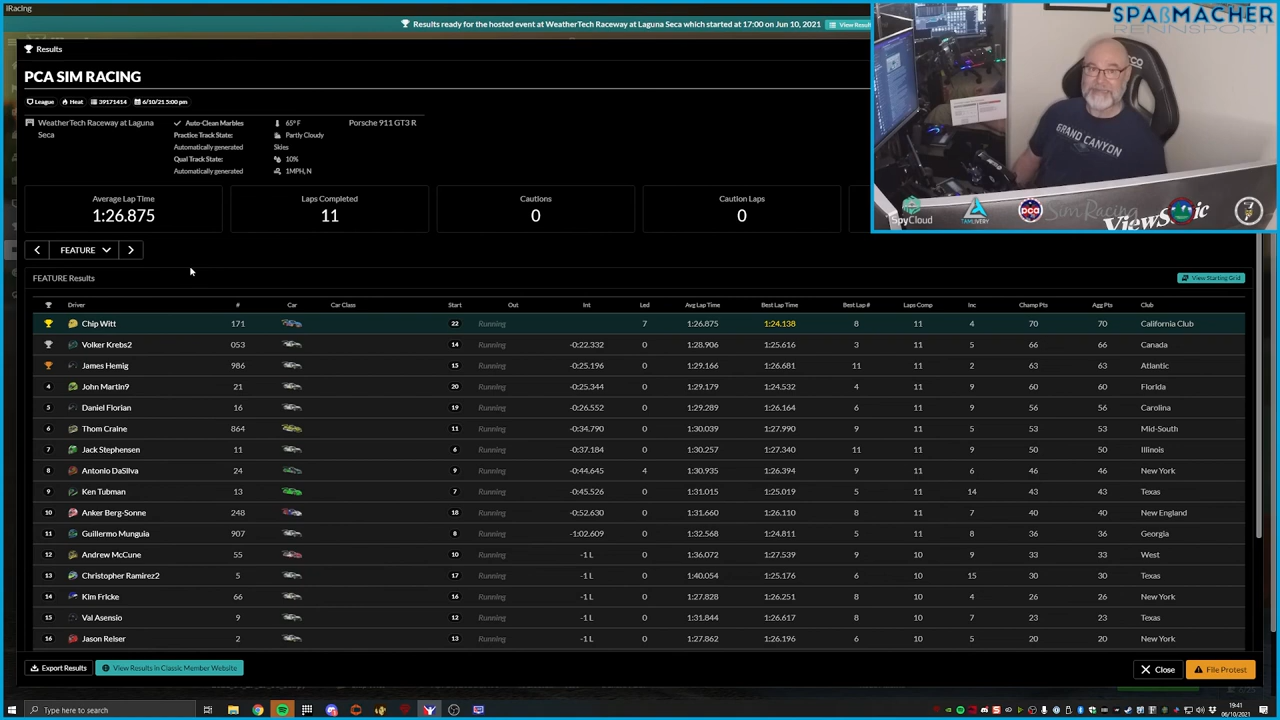 iRacing
Results ready for the hosted event at WeatherTech Raceway at Laguna Seca which started at 17:00 on Jun 10, 2021
View Resul
SPAßMACHER
RENNSPORT
Results
PCA SIM RACING
League Heat 39171414 6/10/21 5:00 pm
WeatherTech Raceway at Laguna Seca
Auto-Clean Marbles
Practice Track State:
Automatically generated
Qual Track State:
Automatically generated
65° F
Partly Cloudy Skies
10%
1MPH, N
Porsche 911 GT3 R
GRAND CANYON
SpyCloud
TAMLIVERY
pca
Sim Racing
ViewSonic
Average Lap Time
1:26.875
Laps Completed
11
Cautions
0
Caution Laps
0
FEATURE
FEATURE Results
View Starting Grid
Driver # Car Car Class Start Out Int Led Avg Lap Time Best Lap Time Best Lap # Laps Comp Inc Champ Pts Agg Pts Club
Chip Witt 171 22 Running 7 1:26.875 1:24.138 8 11 4 70 70 California Club
Volker Krebs2 053 14 Running -0:22.332 0 1:28.906 1:25.616 3 11 5 66 66 Canada
James Hemig 986 15 Running -0:25.196 0 1:29.166 1:26.681 11 11 2 63 63 Atlantic
4 John Martin9 21 20 Running -0:25.344 0 1:29.179 1:24.532 4 11 9 60 60 Florida
5 Daniel Florian 16 19 Running -0:26.552 0 1:29.289 1:26.164 3 11 9 56 56 Carolina
6 Thom Craine 864 11 Running -0:34.790 0 1:30.039 1:27.990 9 11 5 53 53 Mid-South
7 Jack Stephensen 11 6 Running -0:37.184 0 1:30.257 1:27.340 11 11 9 50 50 Illinois
8 Antonio DaSilva 24 9 Running -0:44.645 4 1:30.935 1:26.394 9 11 6 46 46 New York
9 Ken Tubman 13 7 Running -0:45.526 0 1:31.015 1:25.019 5 11 14 43 43 Texas
10 Anker Berg-Sonne 248 18 Running -0:52.630 0 1:31.660 1:26.110 8 11 7 40 40 New England
11 Guillermo Munguia 907 8 Running -1:02.609 0 1:32.568 1:24.811 5 11 8 36 36 Georgia
12 Andrew McCune 55 10 Running -1 L 0 1:36.072 1:27.539 9 10 9 33 33 West
13 Christopher Ramirez2 5 17 Running -1 L 0 1:40.054 1:25.176 6 10 15 30 30 Texas
14 Kim Fricke 66 16 Running -1 L 0 1:27.828 1:26.251 8 10 4 26 26 New York
15 Val Asensio 9 12 Running -1 L 0 1:31.844 1:26.617 8 10 7 23 23 Texas
16 Jason Reiser 2 13 Running -1 L 0 1:27.862 1:26.196 6 10 5 20 20 New York
Export Results
View Results in Classic Member Website
Close
File Protest
Type here to search
19:41
06/10/2021